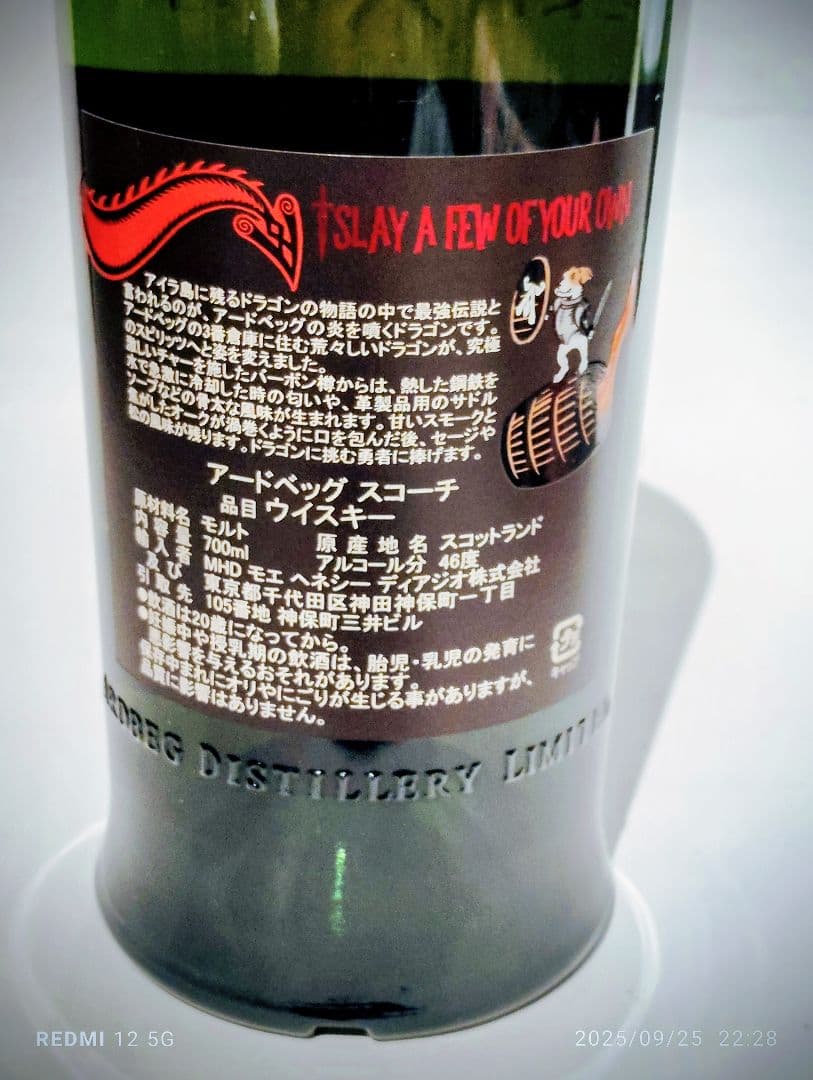 †SLAY A FEW OF YOUR OWN
アイラ島に残るドラゴンの物語の中で最強伝説と
言われるのが、アードベッグの炎を噴くドラゴンです。
アードベッグの3番倉庫に住む荒々しいドラゴンが、究極
のスピリッツへと姿を変えました。
激しいチャーを施したバーボン樽からは、熱した鋼鉄を
水で急激に冷却した時の匂いや、革製品用のサドル
ソープなどの骨太な風味が生まれます。甘いスモークと
焦がしたオークが渦巻くように口を包んだ後、セージや
松の風味が残ります。ドラゴンに挑む勇者に捧げます。
アードベッグ スコーチ
品目 ウイスキー
原材料名 モルト 原産地名 スコットランド
内容量 700ml アルコール分 46度
輸入者 MHD モエ ヘネシー ディアジオ株式会社
及び 東京都千代田区神田神保町一丁目
引取先 105番地 神保町三井ビル
●飲酒は20歳になってから。
●妊娠中や授乳期の飲酒は、胎児・乳児の発育に
悪影響を与えるおそれがあります。
保存中まれにオリやにごりが生じる事がありますが、
品質に影響はありません。
キャップ
ARDBEG DISTILLERY LIMITED
REDMI 12 5G
2025/09/25 22:28